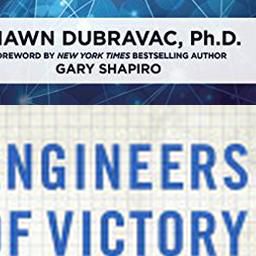 HAWN DUBRAVAC, Ph.D.
OREWORD BY NEW YORK TIMES BESTSELLING AUTHOR
GARY SHAPIRO
NGINEERS
OF VICTORY